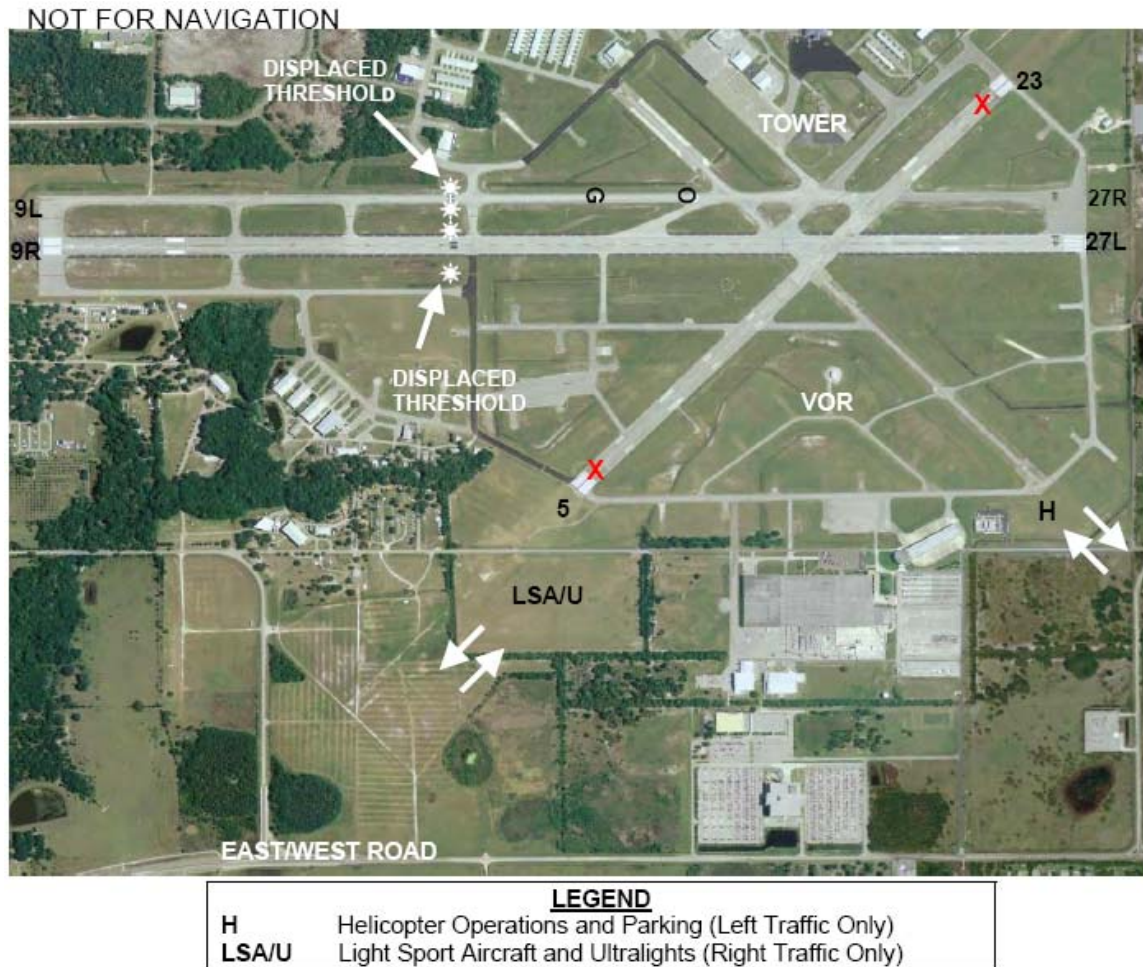 NOT FOR NAVIGATION
DISPLACED
THRESHOLD
23
X
TOWER
9L
G
O
27R
9R
27L
DISPLACED
THRESHOLD
VOR
X
5
H
LSA/U
EAST/WEST ROAD
LEGEND
H Helicopter Operations and Parking (Left Traffic Only)
LSA/U Light Sport Aircraft and Ultralights (Right Traffic Only)